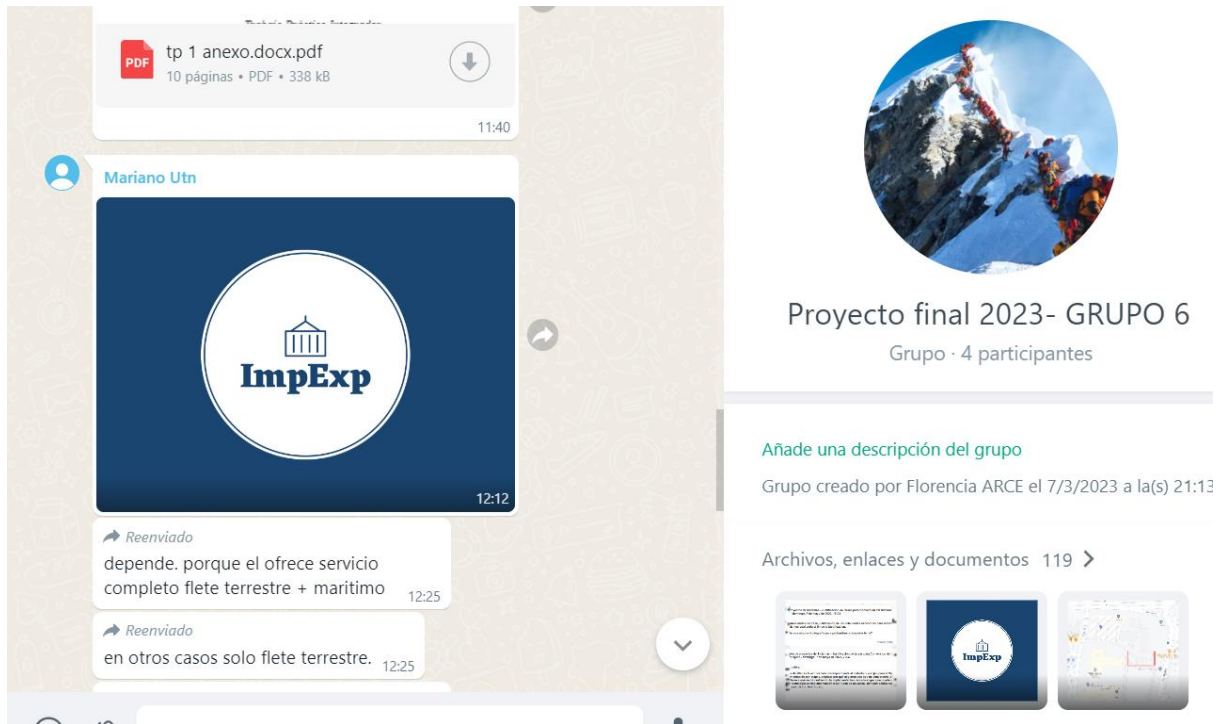 PDF
tp 1 anexo.docx.pdf
10 páginas • PDF • 338 kB
11:40
Mariano Utn
ImpExp
12:12
Reenviado
depende. porque el ofrece servicio
completo flete terrestre + maritimo
12:25
Reenviado
en otros casos solo flete terrestre.
12:25
Proyecto final 2023- GRUPO 6
Grupo · 4 participantes
Añade una descripción del grupo
Grupo creado por Florencia ARCE el 7/3/2023 a la(s) 21:13
Archivos, enlaces y documentos 119
ImpExp